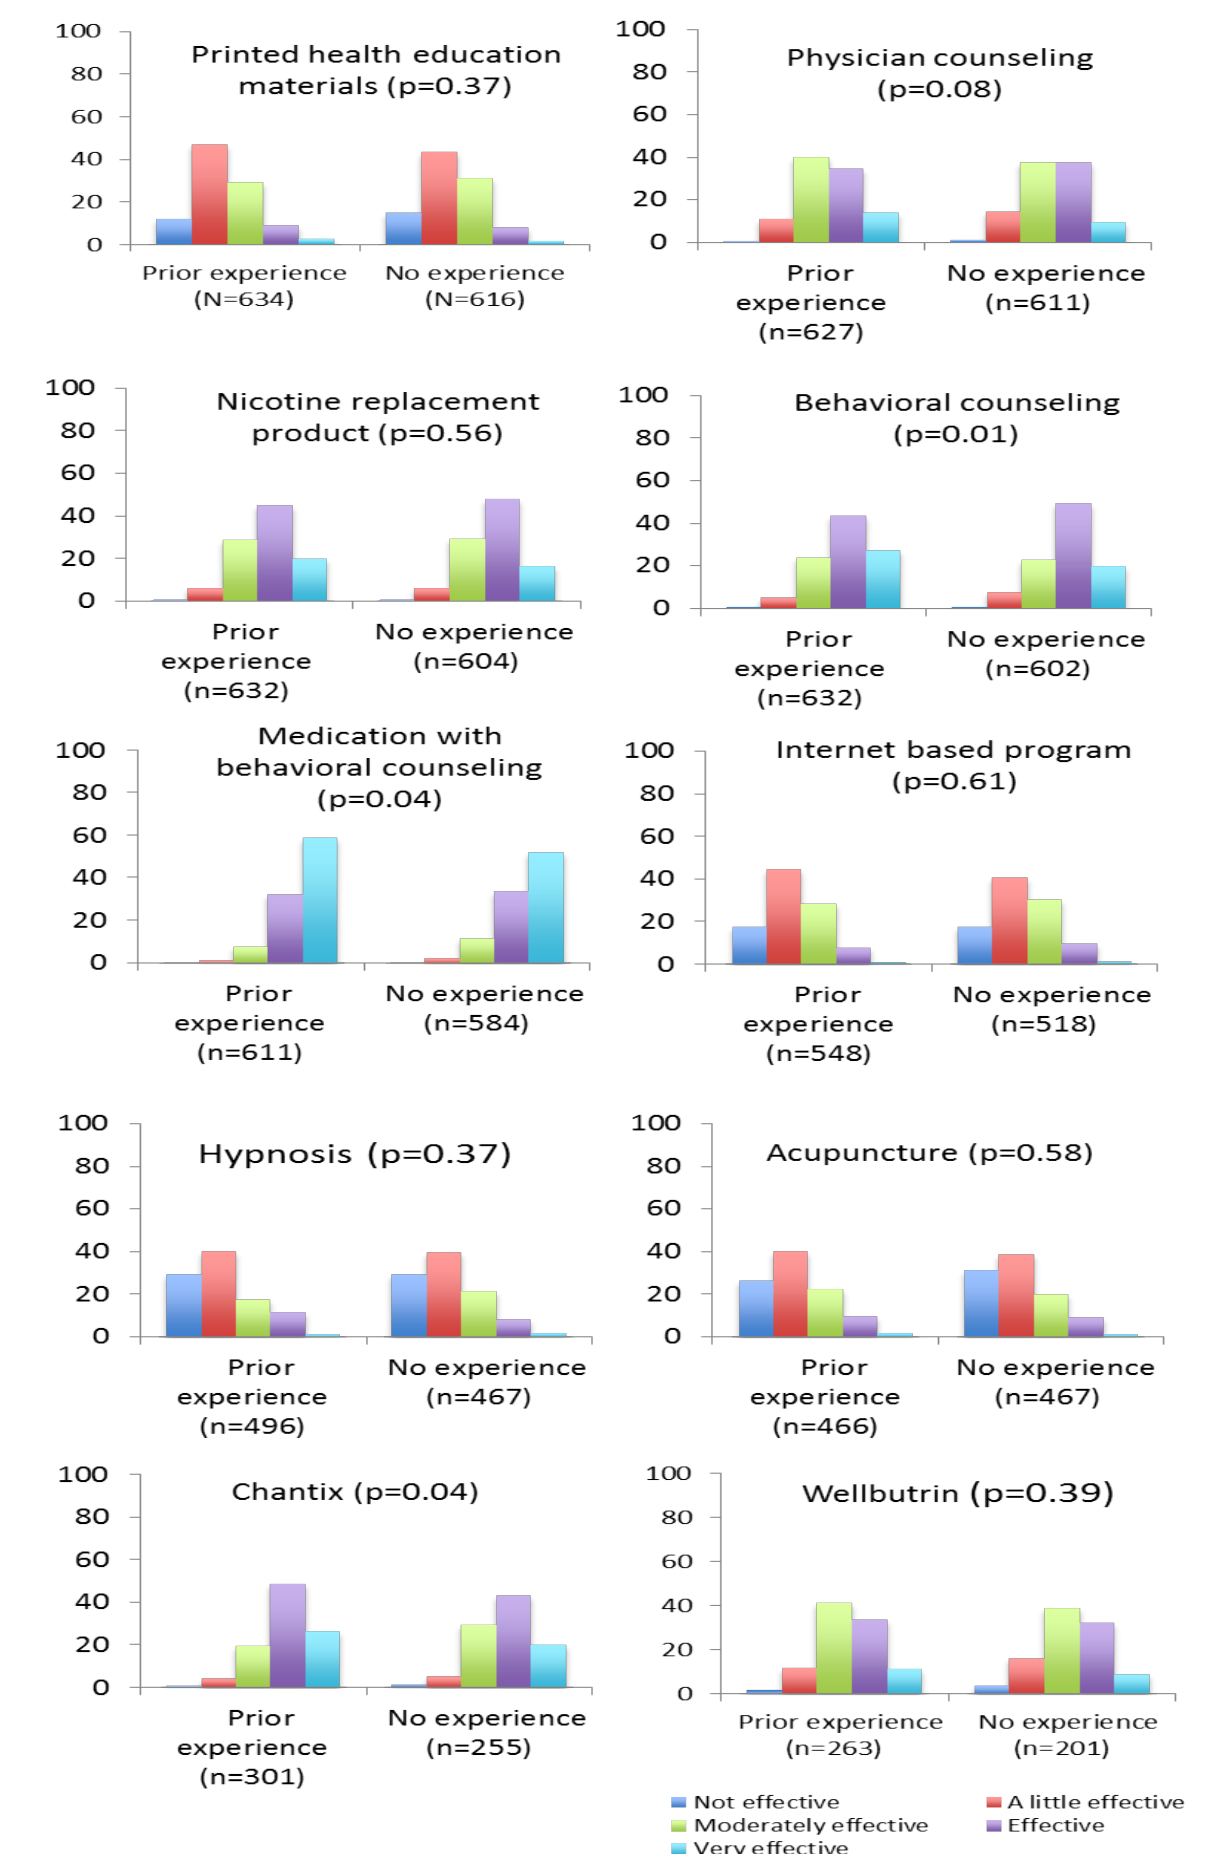 100
80
60
40
20
0
Printed health education
materials (p=0.37)
Prior experience
(N=634)
No experience
(N=616)
100
80
60
40
20
0
Physician counseling
(p=0.08)
Prior
experience
(n=627)
No experience
(n=611)
100
80
60
40
20
0
Nicotine replacement
product (p=0.56)
Prior
experience
(n=632)
No experience
(n=604)
100
80
60
40
20
0
Behavioral counseling
(p=0.01)
Prior
experience
(n=632)
No experience
(n=602)
100
80
60
40
20
0
Medication with
behavioral counseling
(p=0.04)
Prior
experience
(n=611)
No experience
(n=584)
100
80
60
40
20
0
Internet based program
(p=0.61)
Prior
experience
(n=548)
No experience
(n=518)
100
80
60
40
20
0
Hypnosis (p=0.37)
Prior
experience
(n=496)
No experience
(n=467)
100
80
60
40
20
0
Acupuncture (p=0.58)
Prior
experience
(n=466)
No experience
(n=467)
100
80
60
40
20
0
Chantix (p=0.04)
Prior
experience
(n=301)
No experience
(n=255)
100
80
60
40
20
0
Wellbutrin (p=0.39)
Prior experience
(n=263)
No experience
(n=201)
Not effective
A little effective
Moderately effective
Effective
Very effective